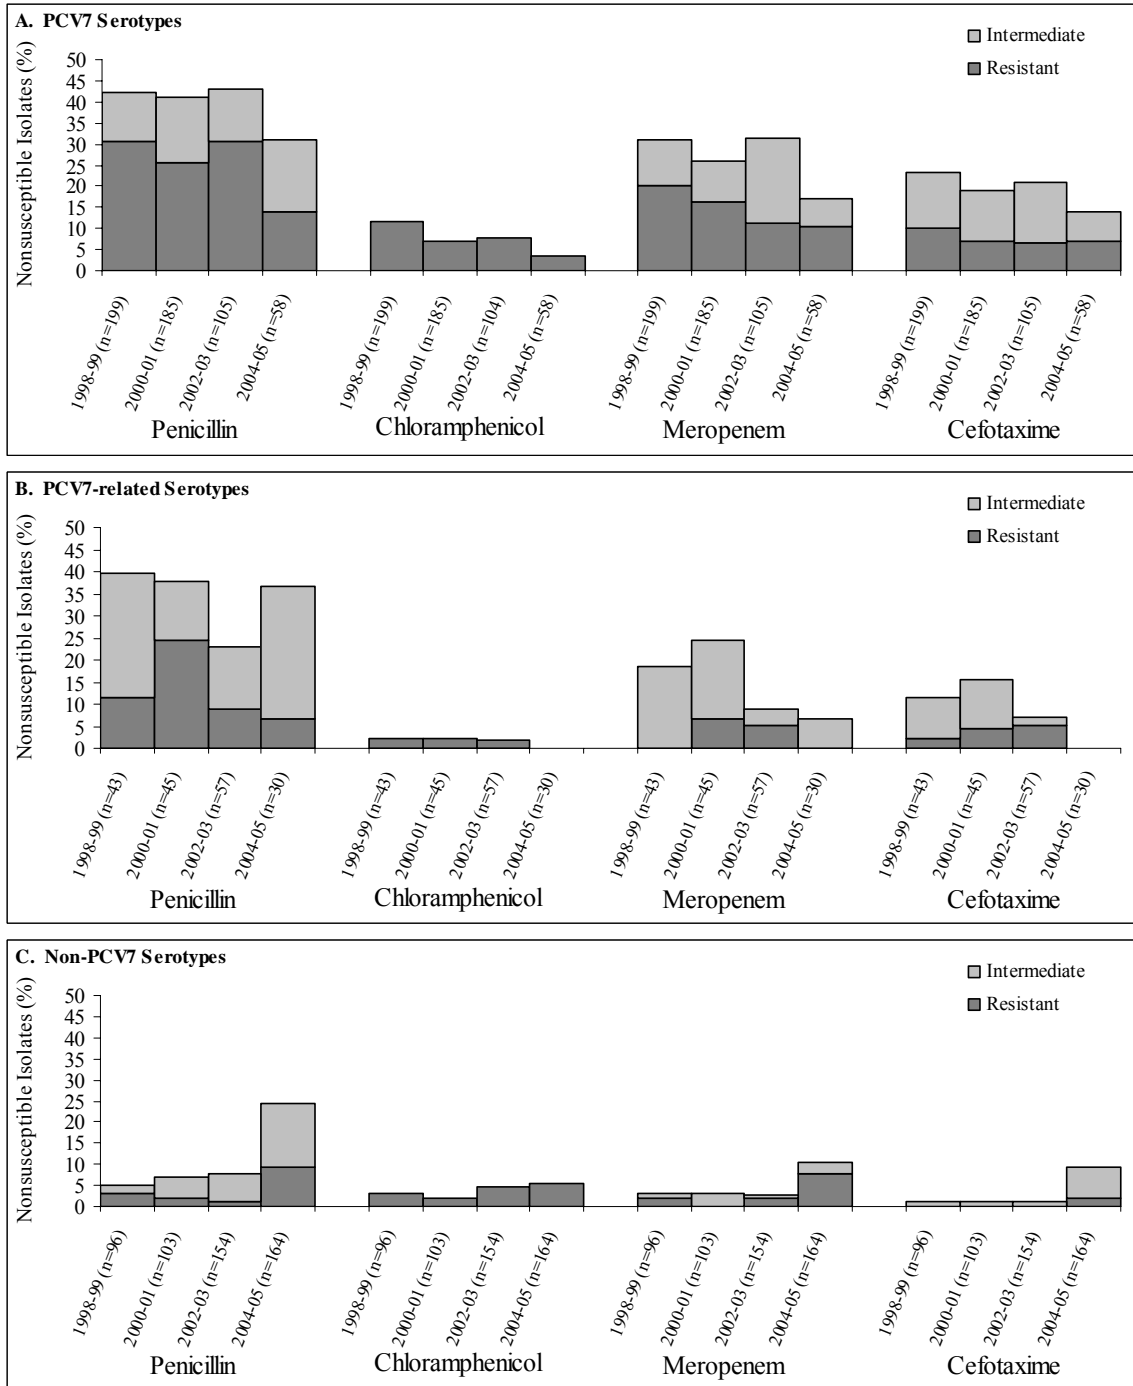 A. PCV7 Serotypes
Intermediate
Resistant
Nonsusceptible Isolates (%)
50
45
40
35
30
25
20
15
10
5
0
1998-99 (n=199)
2000-01 (n=185)
2002-03 (n=105)
2004-05 (n=58)
1998-99 (n=199)
2000-01 (n=185)
2002-03 (n=104)
2004-05 (n=58)
1998-99 (n=199)
2000-01 (n=185)
2002-03 (n=105)
2004-05 (n=58)
1998-99 (n=199)
2000-01 (n=185)
2002-03 (n=105)
2004-05 (n=58)
Penicillin
Chloramphenicol
Meropenem
Cefotaxime
B. PCV7-related Serotypes
Intermediate
Resistant
Nonsusceptible Isolates (%)
50
45
40
35
30
25
20
15
10
5
0
1998-99 (n=43)
2000-01 (n=45)
2002-03 (n=57)
2004-05 (n=30)
1998-99 (n=43)
2000-01 (n=45)
2002-03 (n=57)
2004-05 (n=30)
1998-99 (n=43)
2000-01 (n=45)
2002-03 (n=57)
2004-05 (n=30)
1998-99 (n=43)
2000-01 (n=45)
2002-03 (n=57)
2004-05 (n=30)
Penicillin
Chloramphenicol
Meropenem
Cefotaxime
C. Non-PCV7 Serotypes
Intermediate
Resistant
Nonsusceptible Isolates (%)
50
45
40
35
30
25
20
15
10
5
0
1998-99 (n=96)
2000-01 (n=103)
2002-03 (n=154)
2004-05 (n=164)
1998-99 (n=96)
2000-01 (n=103)
2002-03 (n=154)
2004-05 (n=164)
1998-99 (n=96)
2000-01 (n=103)
2002-03 (n=154)
2004-05 (n=164)
1998-99 (n=96)
2000-01 (n=103)
2002-03 (n=154)
2004-05 (n=164)
Penicillin
Chloramphenicol
Meropenem
Cefotaxime